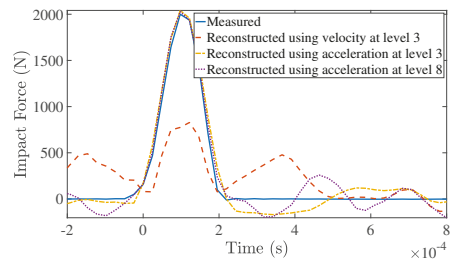 2000
1500
1000
500
0
Impact Force (N)
Measured
Reconstructed using velocity at level 3
Reconstructed using acceleration at level 3
Reconstructed using acceleration at level 8
-2 0 2 4 6 8
Time (s)
×10⁻⁴